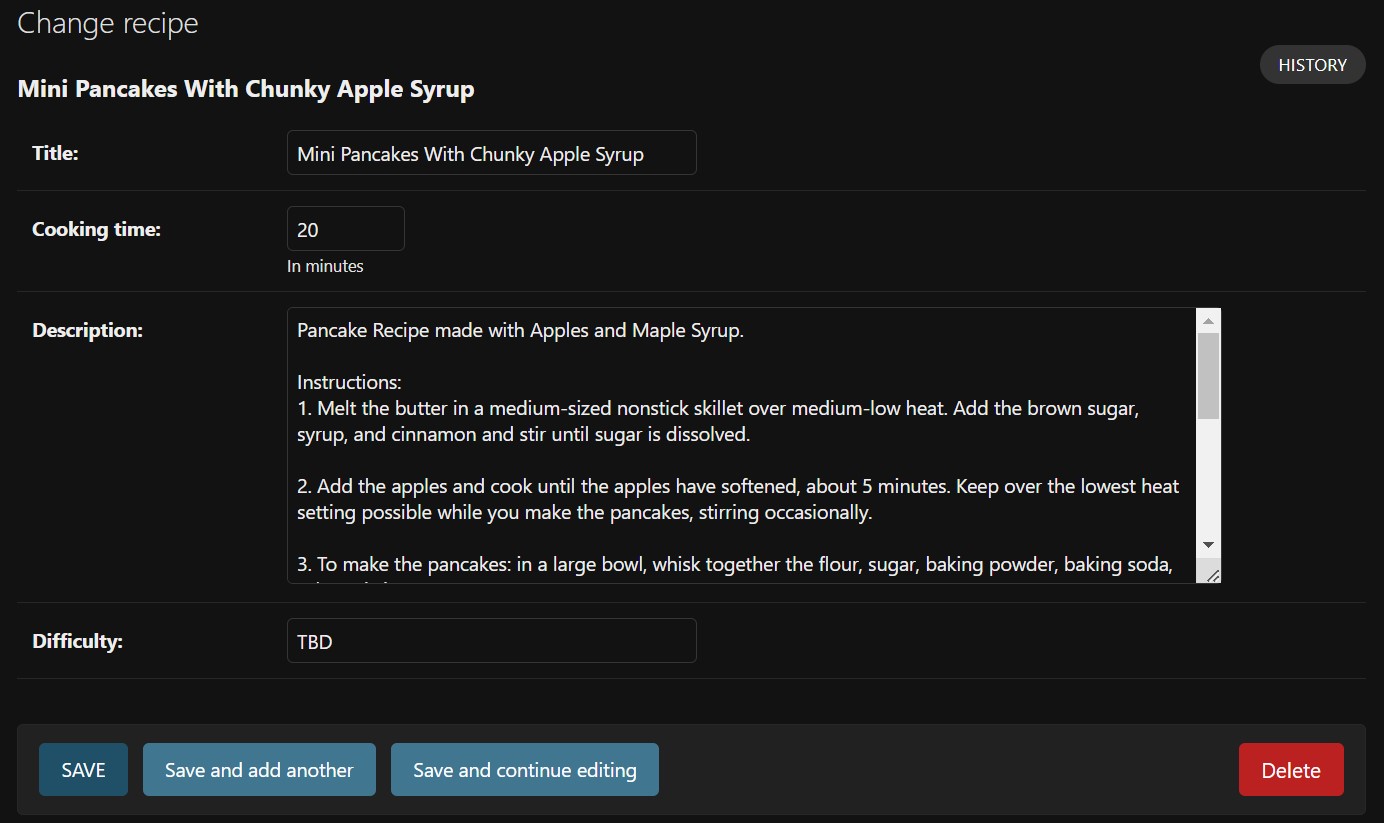 Change recipe
HISTORY
Mini Pancakes With Chunky Apple Syrup
Title:
Mini Pancakes With Chunky Apple Syrup
Cooking time:
20
In minutes
Description:
Pancake Recipe made with Apples and Maple Syrup.
Instructions:
1. Melt the butter in a medium-sized nonstick skillet over medium-low heat. Add the brown sugar,
syrup, and cinnamon and stir until sugar is dissolved.
2. Add the apples and cook until the apples have softened, about 5 minutes. Keep over the lowest heat
setting possible while you make the pancakes, stirring occasionally.
3. To make the pancakes: in a large bowl, whisk together the flour, sugar, baking powder, baking soda,
Difficulty:
TBD
SAVE
Save and add another
Save and continue editing
Delete